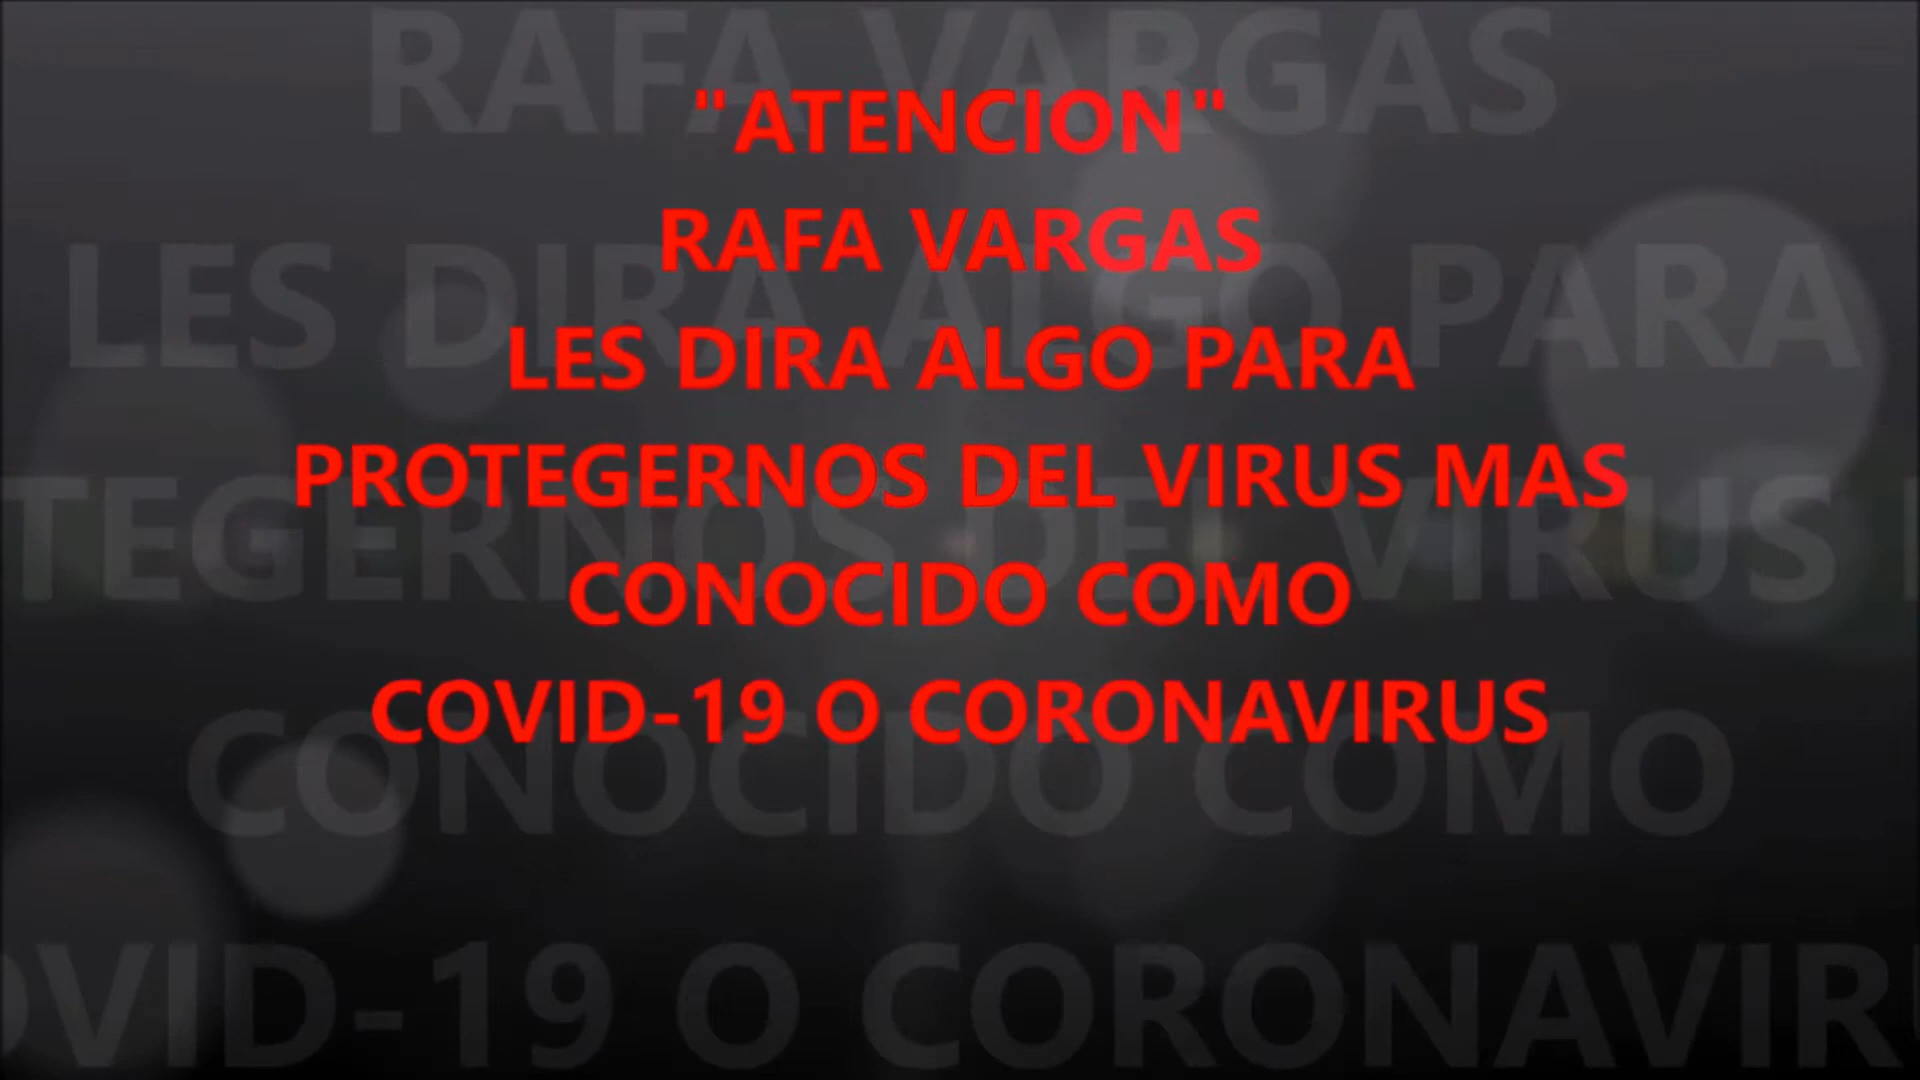 "ATENCION"
RAFA VARGAS
LES DIRA ALGO PARA
PROTEGERNOS DEL VIRUS MAS
CONOCIDO COMO
COVID-19 O CORONAVIRUS